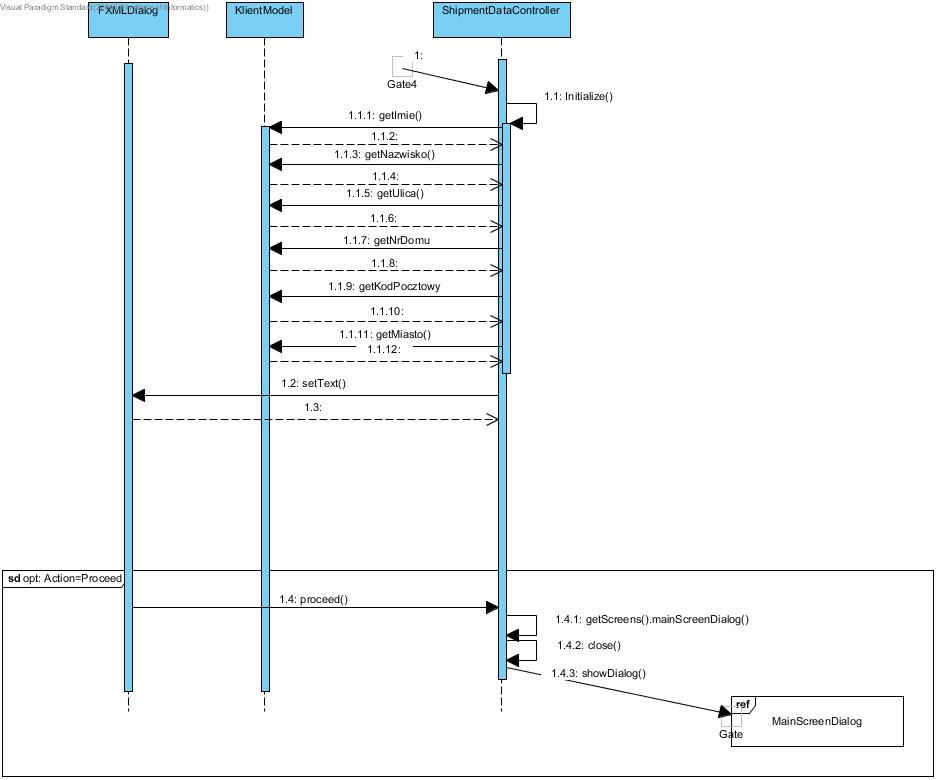 Visual Paradigm Standard
of Informatics))
FXMLDialog
KlientModel
ShipmentDataController
1:
Gate4
1.1: Initialize()
1.1.1: getImie()
1.1.2:
1.1.3: getNazwisko()
1.1.4:
1.1.5: getUlica()
1.1.6:
1.1.7: getNrDomu
1.1.8:
1.1.9: getKodPocztowy
1.1.10:
1.1.11: getMiasto()
1.1.12:
1.2: setText()
1.3:
sd opt: Action=Proceed
1.4: proceed()
1.4.1: getScreens().mainScreenDialog()
1.4.2: close()
1.4.3: showDialog()
ref
MainScreenDialog
Gate